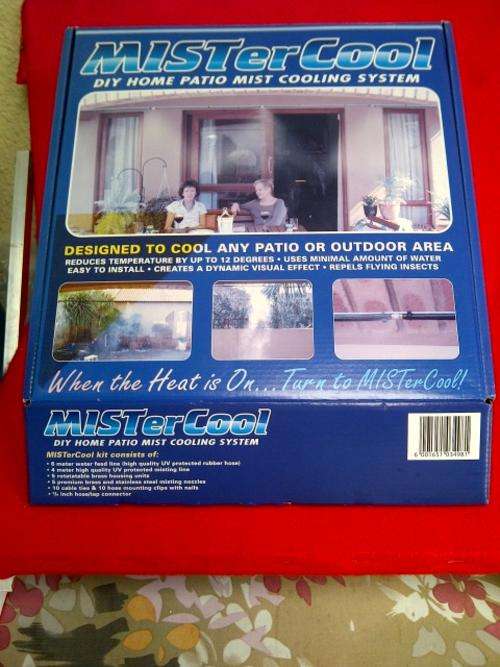 MISTerCool
DIY HOME PATIO MIST COOLING SYSTEM
DESIGNED TO COOL ANY PATIO OR OUTDOOR AREA
REDUCES TEMPERATURE BY UP TO 12 DEGREES • USES MINIMAL AMOUNT OF WATER
EASY TO INSTALL • CREATES A DYNAMIC VISUAL EFFECT • REPELS FLYING INSECTS
When the Heat is On...Turn to MISTerCool!
MISTerCool
DIY HOME PATIO MIST COOLING SYSTEM
MISTerCool kit consists of:
• 6 meter water feed line (high quality UV protected rubber hose)
• 4 meter high quality UV protected misting line
• 5 rotatable brass housing units
• 5 premium brass and stainless steel misting nozzles
• 10 cable ties & 10 hose mounting clips with nails
• ½ inch hose/tap connector
6 001651 034981